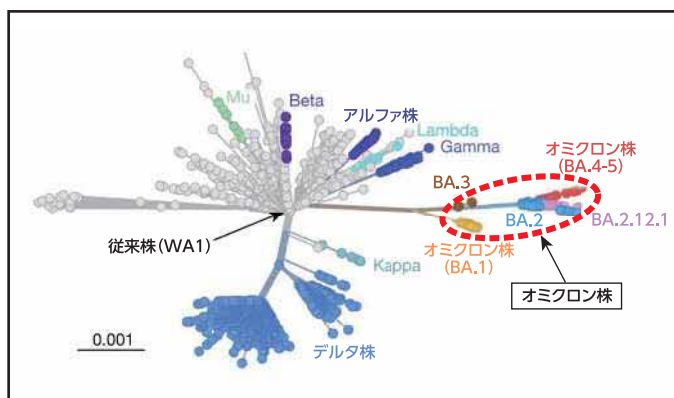 Mu
Beta
アルファ株
Lambda
Gamma
オミクロン株
(BA.4-5)
BA.3
BA.2
BA.2.12.1
従来株(WA1)
オミクロン株
(BA.1)
Kappa
オミクロン株
0.001
デルタ株